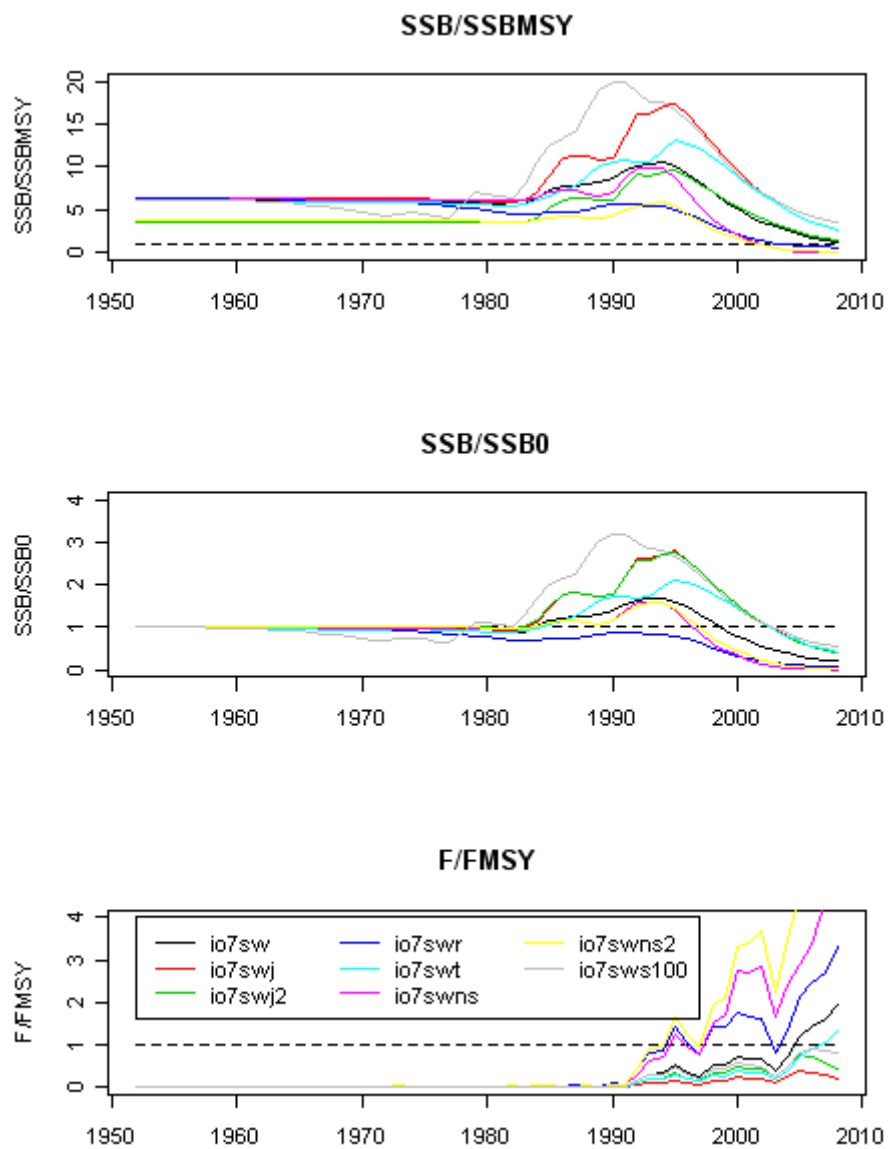 SSB/SSBMSY
SSB/SSBMSY
20
15
10
5
0
1950 1960 1970 1980 1990 2000 2010
SSB/SSB0
SSB/SSB0
4
3
2
1
0
1950 1960 1970 1980 1990 2000 2010
F/FMSY
F/FMSY
4
3
2
1
0
io7sw io7swr io7swns2
io7swj io7swt io7sws100
io7swj2 io7swns
1950 1960 1970 1980 1990 2000 2010